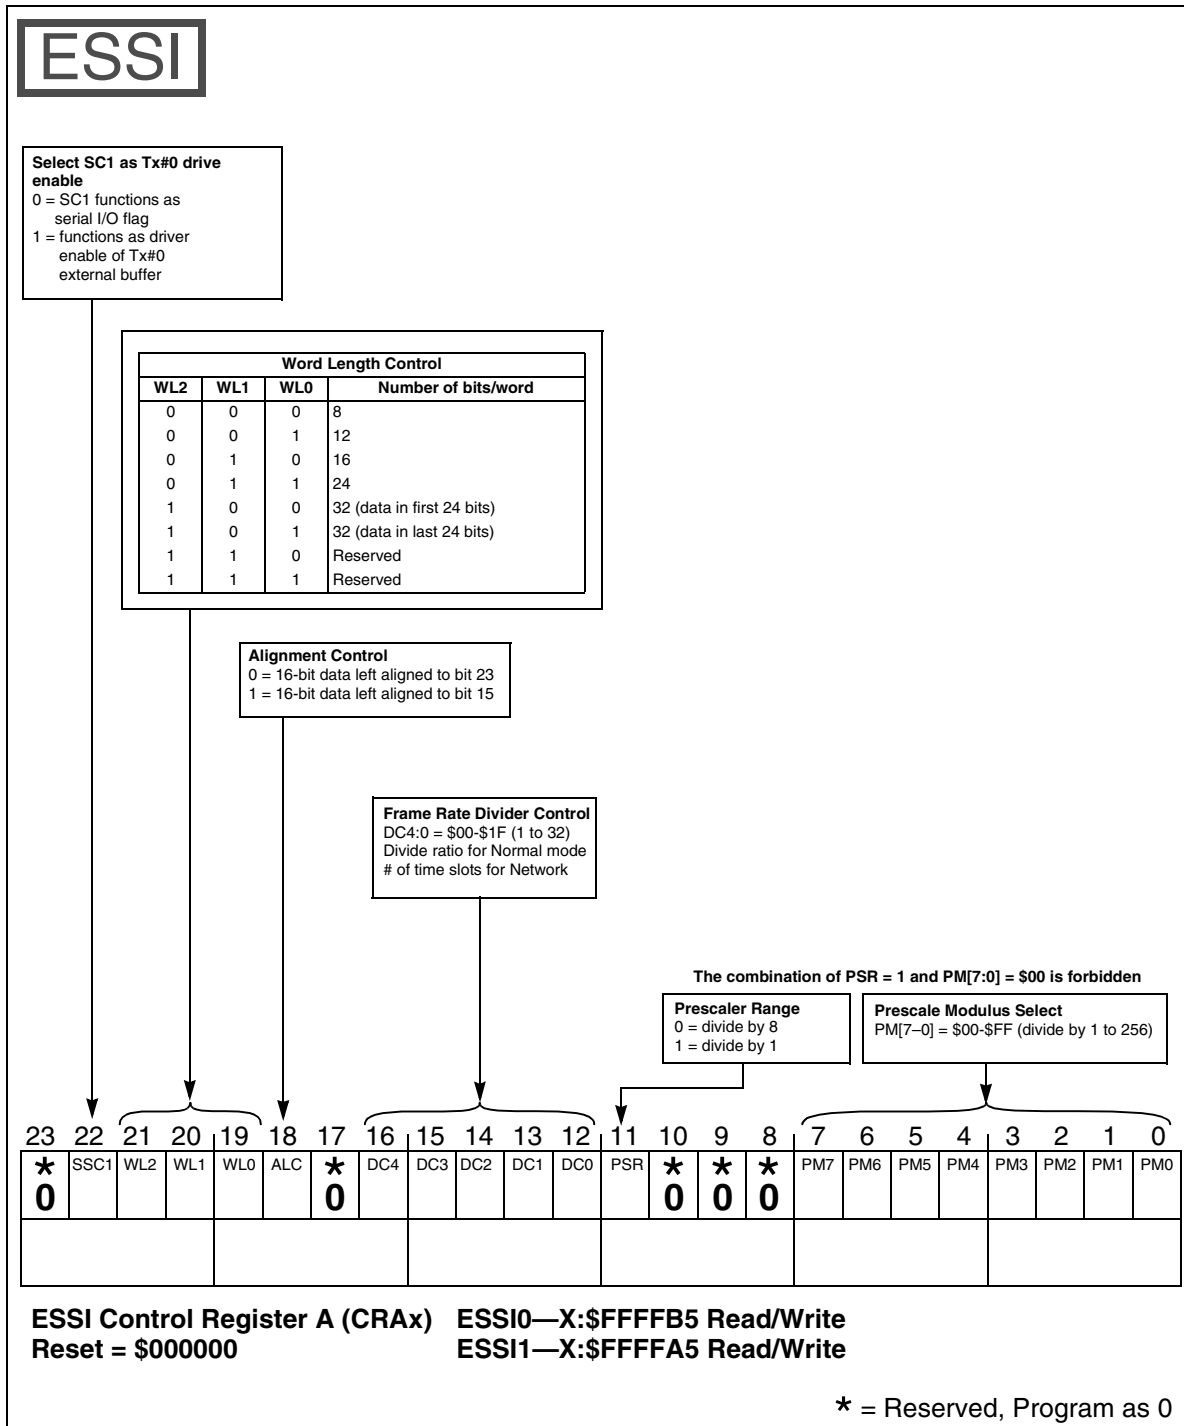 ESSI
Select SC1 as Tx#0 drive
enable
0 = SC1 functions as
serial I/O flag
1 = functions as driver
enable of Tx#0
external buffer
Word Length Control
WL2 WL1 WL0 Number of bits/word
0 0 0 8
0 0 1 12
0 1 0 16
0 1 1 24
1 0 0 32 (data in first 24 bits)
1 0 1 32 (data in last 24 bits)
1 1 0 Reserved
1 1 1 Reserved
Alignment Control
0 = 16-bit data left aligned to bit 23
1 = 16-bit data left aligned to bit 15
Frame Rate Divider Control
DC4:0 = $00-$1F (1 to 32)
Divide ratio for Normal mode
# of time slots for Network
The combination of PSR = 1 and PM[7:0] = $00 is forbidden
Prescaler Range
0 = divide by 8
1 = divide by 1
Prescale Modulus Select
PM[7–0] = $00-$FF (divide by 1 to 256)
23 22 21 20 19 18 17 16 15 14 13 12 11 10 9 8 7 6 5 4 3 2 1 0
* SSC1 WL2 WL1 WL0 ALC * DC4 DC3 DC2 DC1 DC0 PSR * * * PM7 PM6 PM5 PM4 PM3 PM2 PM1 PM0
0 0 0 0 0
ESSI Control Register A (CRAx) ESSI0—X:$FFFFB5 Read/Write
Reset = $000000 ESSI1—X:$FFFFA5 Read/Write
* = Reserved, Program as 0